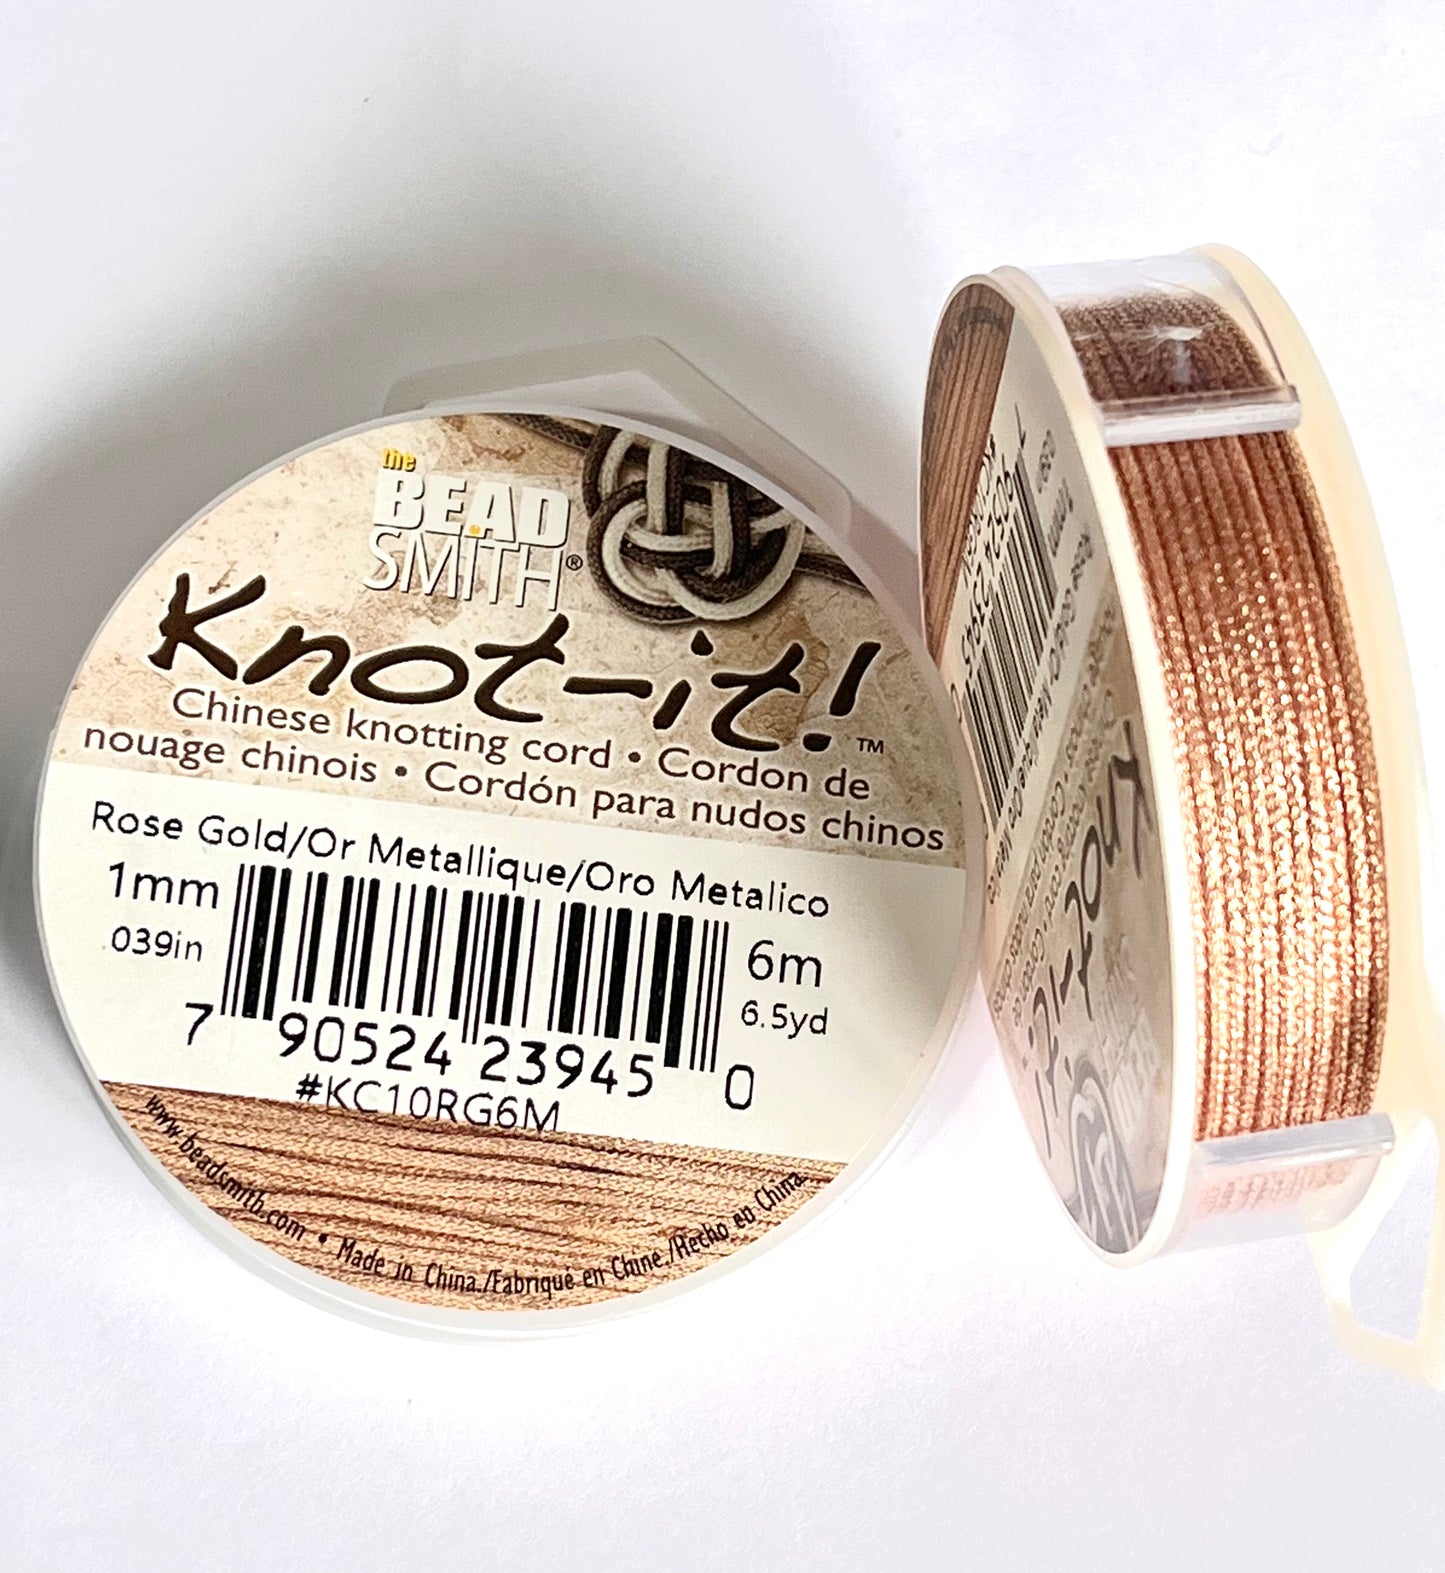 the
BEAD
SMITH®
Knot-it!™
Chinese knotting cord • Cordon de
nouage chinois • Cordón para nudos chinos
Rose Gold/Or Metallique/Oro Metalico
1mm
039in
6m
6.5yd
7 90524 23945 0
#KC10RG6M
www.beadsmith.com • Made in China./Fabriqué en Chine./Hecho en China.
Knot-it!